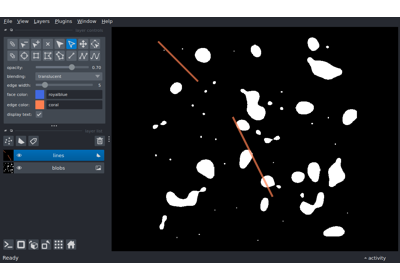 File View Layers Plugins Window Help
opacity: 0.70
blending: translucent
edge width: 5
face color: royalblue
edge color: coral
display text: ✓
lines
blobs
Ready
activity